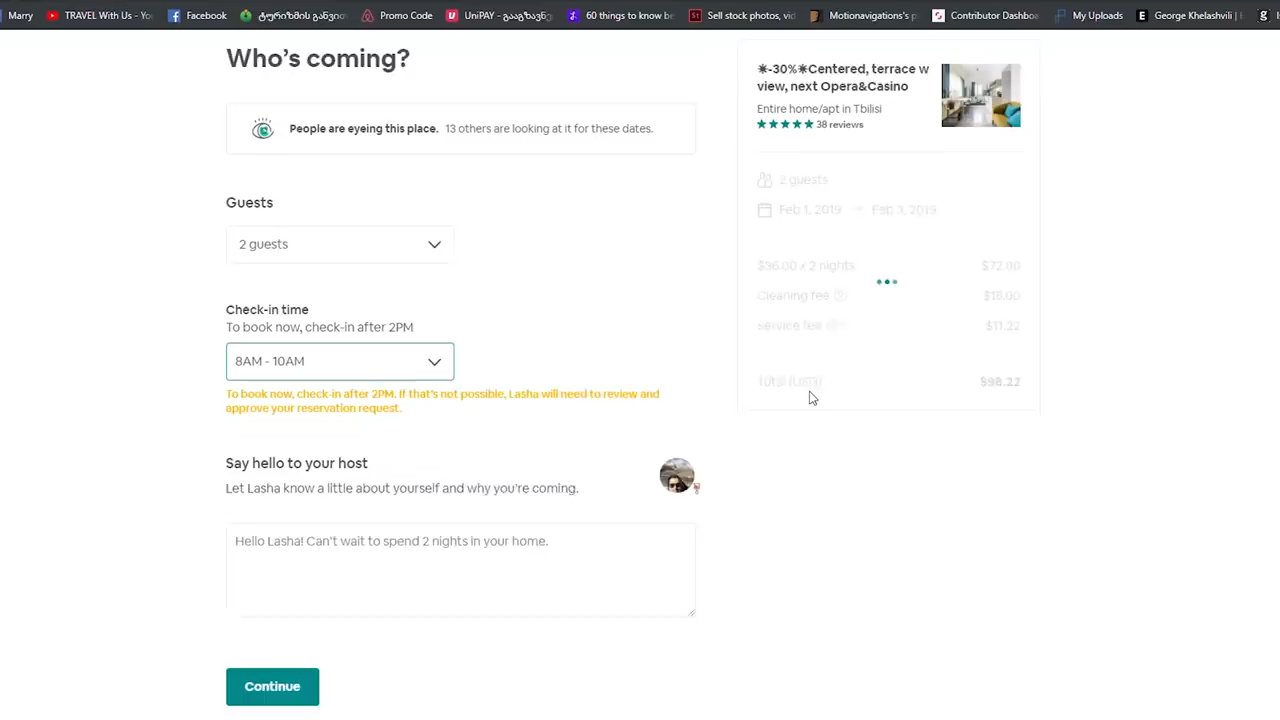 Marry
TRAVEL With Us - Yo
Facebook
Promo Code
UniPAY -
60 things to know be
Sell stock photos, vid
Motionavigations's p
Contributor Dashboa
My Uploads
George Khelashvili |
Who's coming?
People are eyeing this place. 13 others are looking at it for these dates.
Guests
2 guests
Check-in time
To book now, check-in after 2PM
8AM - 10AM
To book now, check-in after 2PM. If that's not possible, Lasha will need to review and
approve your reservation request.
Say hello to your host
Let Lasha know a little about yourself and why you're coming.
Hello Lasha! Can't wait to spend 2 nights in your home.
Continue
✷-30%✷Centered, terrace w
view, next Opera&Casino
Entire home/apt in Tbilisi
38 reviews
2 guests
Feb 1, 2019 → Feb 3, 2019
$36.00 x 2 nights $72.00
Cleaning fee
Service fee $11.22
Total (USD)